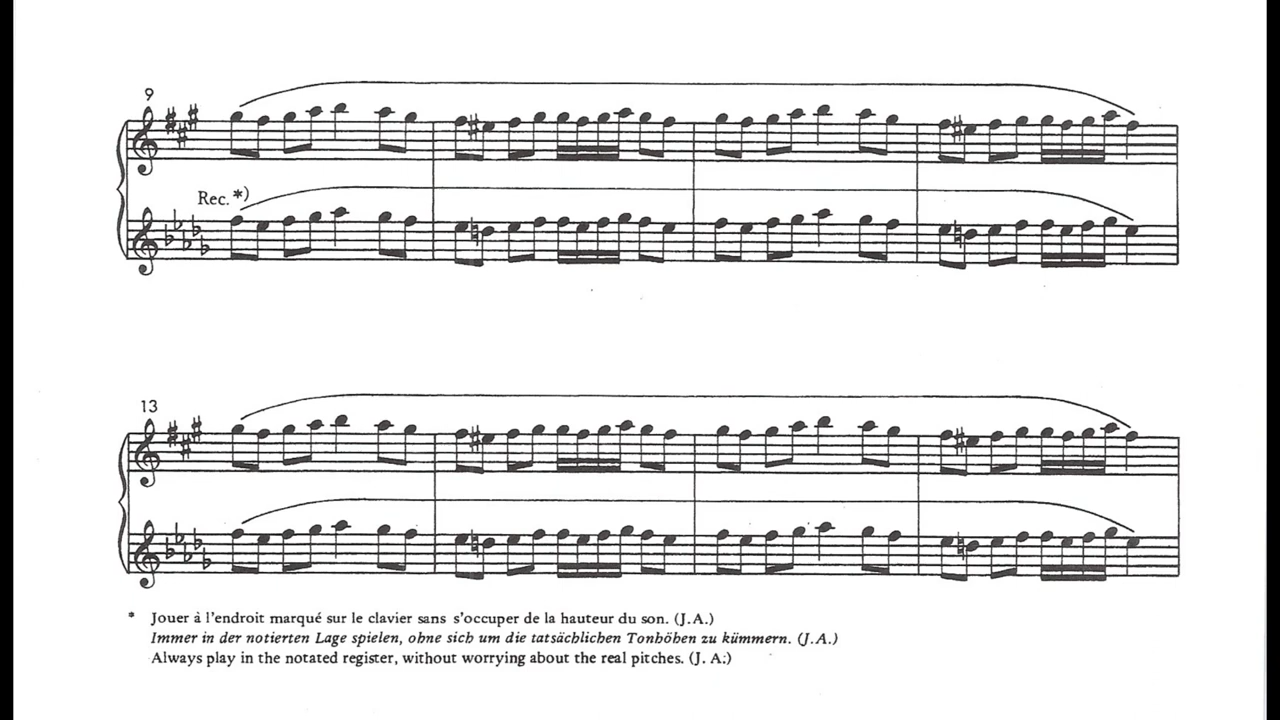 9
Rec. *)
13
* Jouer à l'endroit marqué sur le clavier sans s'occuper de la hauteur du son. (J.A.)
Immer in der notierten Lage spielen, ohne sich um die tatsächlichen Tonhöhen zu kümmern. (J.A.)
Always play in the notated register, without worrying about the real pitches. (J. A.)